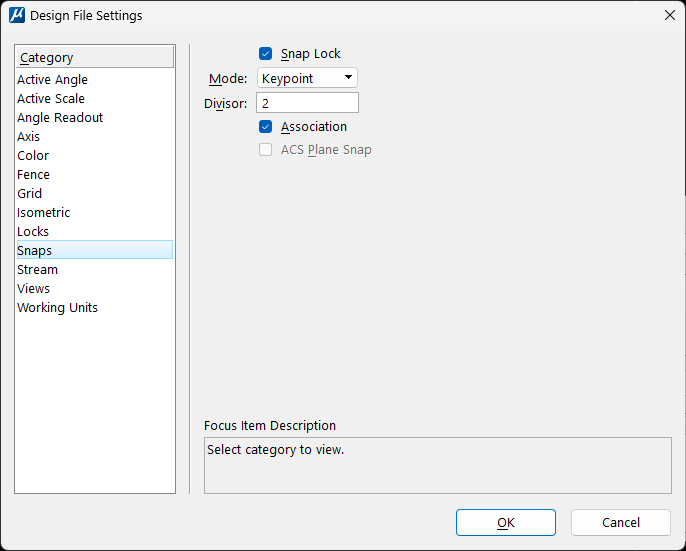 Design File Settings
Category
Active Angle
Active Scale
Angle Readout
Axis
Color
Fence
Grid
Isometric
Locks
Snaps
Stream
Views
Working Units
Snap Lock
Mode: Keypoint
Divisor: 2
Association
ACS Plane Snap
Focus Item Description
Select category to view.
OK Cancel